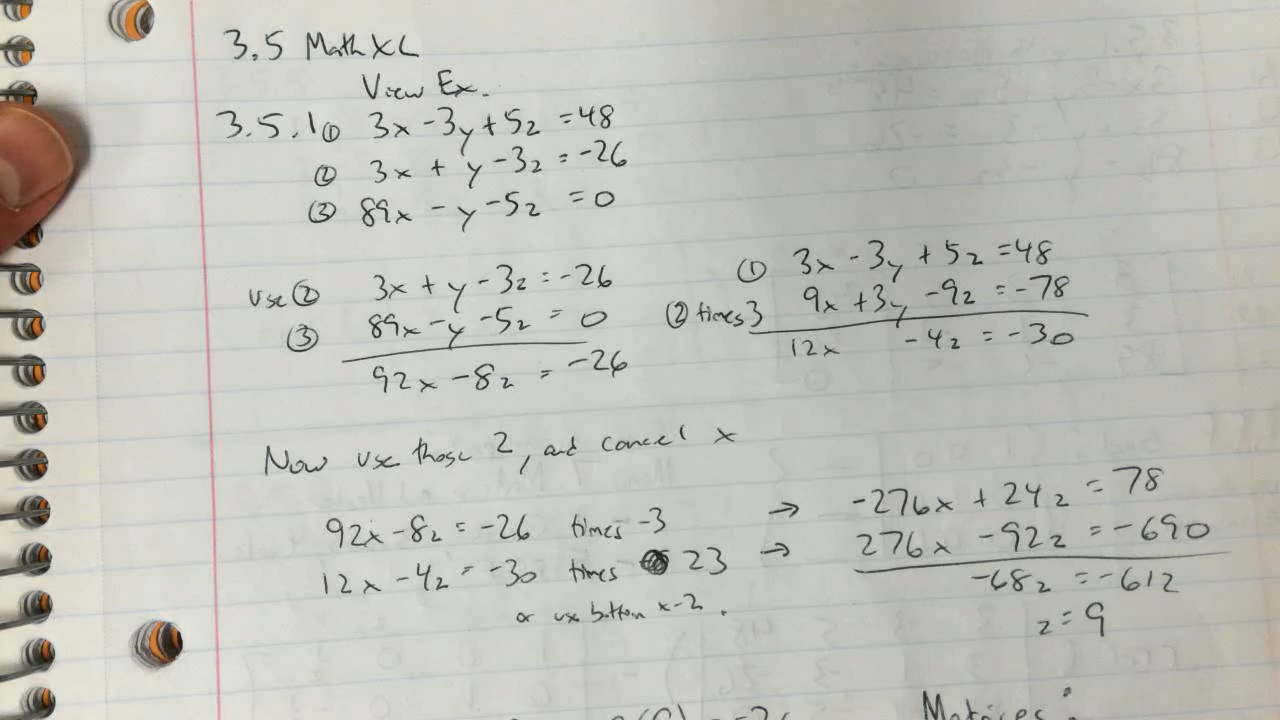 3.5 MathXL
View Ex.
3.5.1 ① 3x - 3y + 5z = 48
② 3x + y - 3z = -26
③ 89x - y - 5z = 0
Use ② 3x + y - 3z = -26
③ 89x - y - 5z = 0
92x - 8z = -26
① 3x - 3y + 5z = 48
② times 3 9x + 3y - 9z = -78
12x - 4z = -30
Now use those 2, and cancel x
92x - 8z = -26 times -3 → -276x + 24z = 78
12x - 4z = -30 times 23 → 276x - 92z = -690
or use bottom x -2.
-68z = -612
z = 9
Matrices: